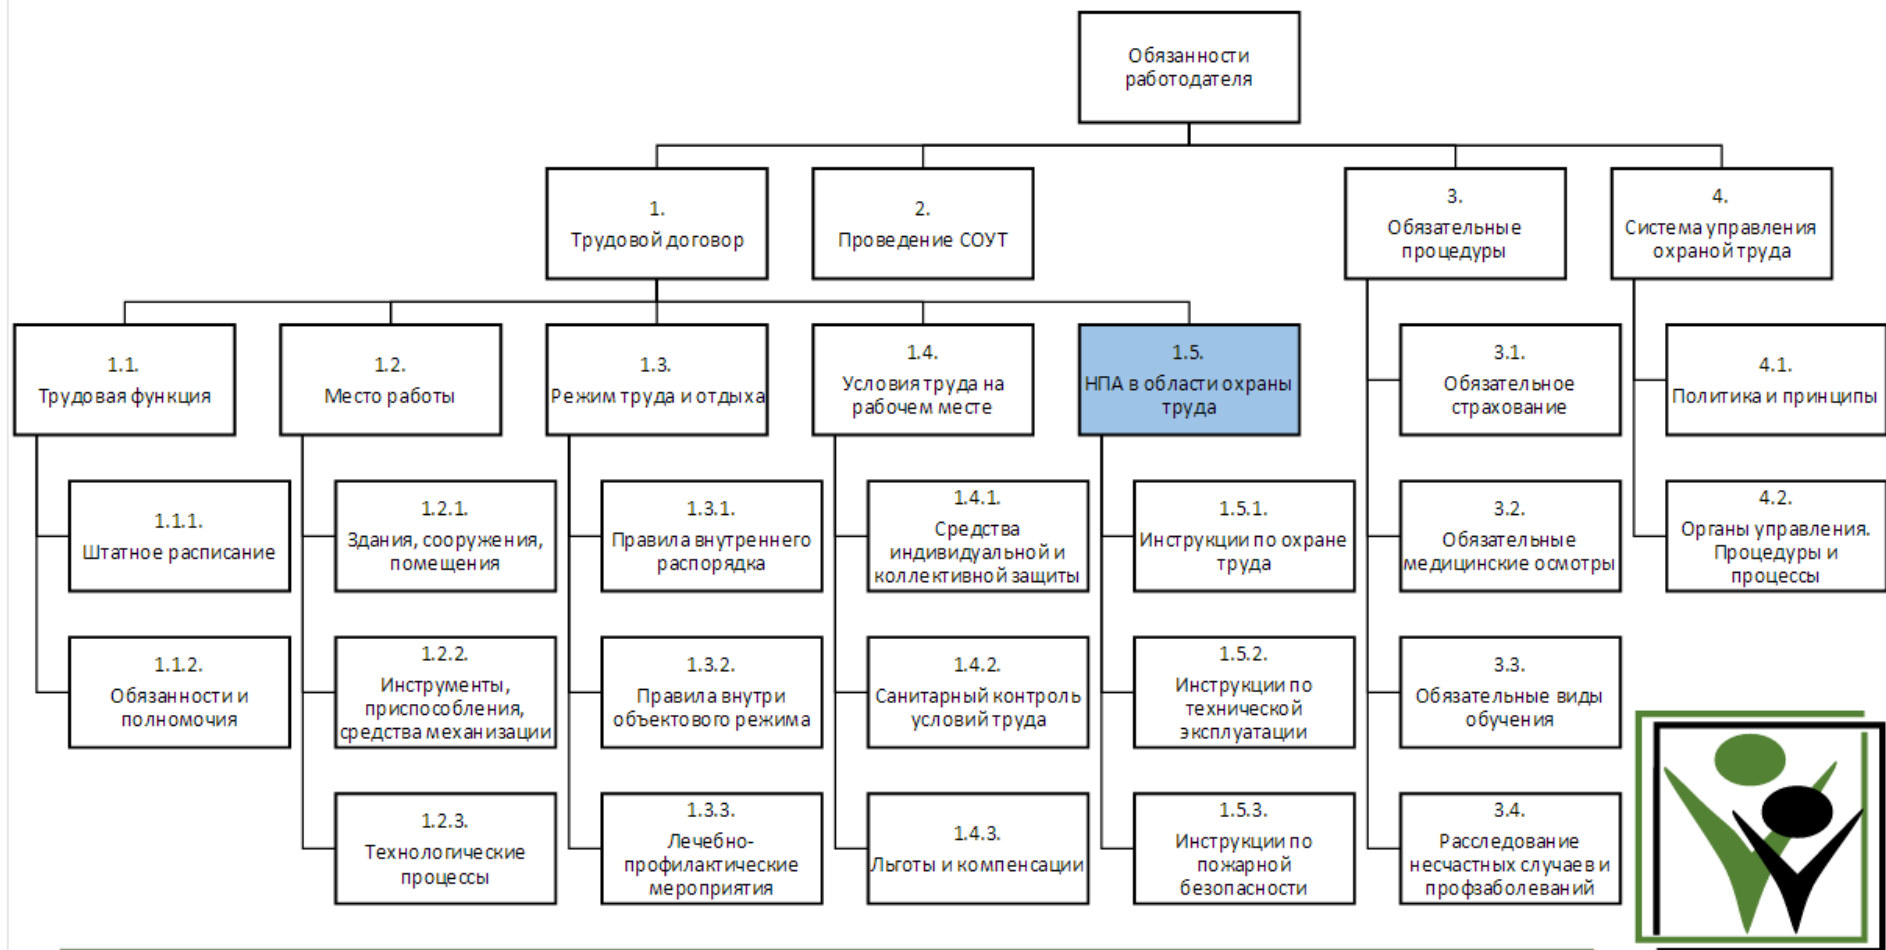 Обязанности
работодателя
1.
Трудовой договор
2.
Проведение СОУТ
3.
Обязательные
процедуры
4.
Система управления
охраной труда
1.1.
Трудовая функция
1.2.
Место работы
1.3.
Режим труда и отдыха
1.4.
Условия труда на
рабочем месте
1.5.
НПА в области охраны
труда
3.1.
Обязательное
страхование
4.1.
Политика и принципы
1.1.1.
Штатное расписание
1.2.1.
Здания, сооружения,
помещения
1.3.1.
Правила внутреннего
распорядка
1.4.1.
Средства
индивидуальной и
коллективной защиты
1.5.1.
Инструкции по охране
труда
3.2.
Обязательные
медицинские осмотры
4.2.
Органы управления.
Процедуры и
процессы
1.1.2.
Обязанности и
полномочия
1.2.2.
Инструменты,
приспособления,
средства механизации
1.3.2.
Правила внутри
объектового режима
1.4.2.
Санитарный контроль
условий труда
1.5.2.
Инструкции по
технической
эксплуатации
3.3.
Обязательные виды
обучения
1.2.3.
Технологические
процессы
1.3.3.
Лечебно-
профилактические
мероприятия
1.4.3.
Льготы и компенсации
1.5.3.
Инструкции по
пожарной
безопасности
3.4.
Расследование
несчастных случаев и
профзаболеваний